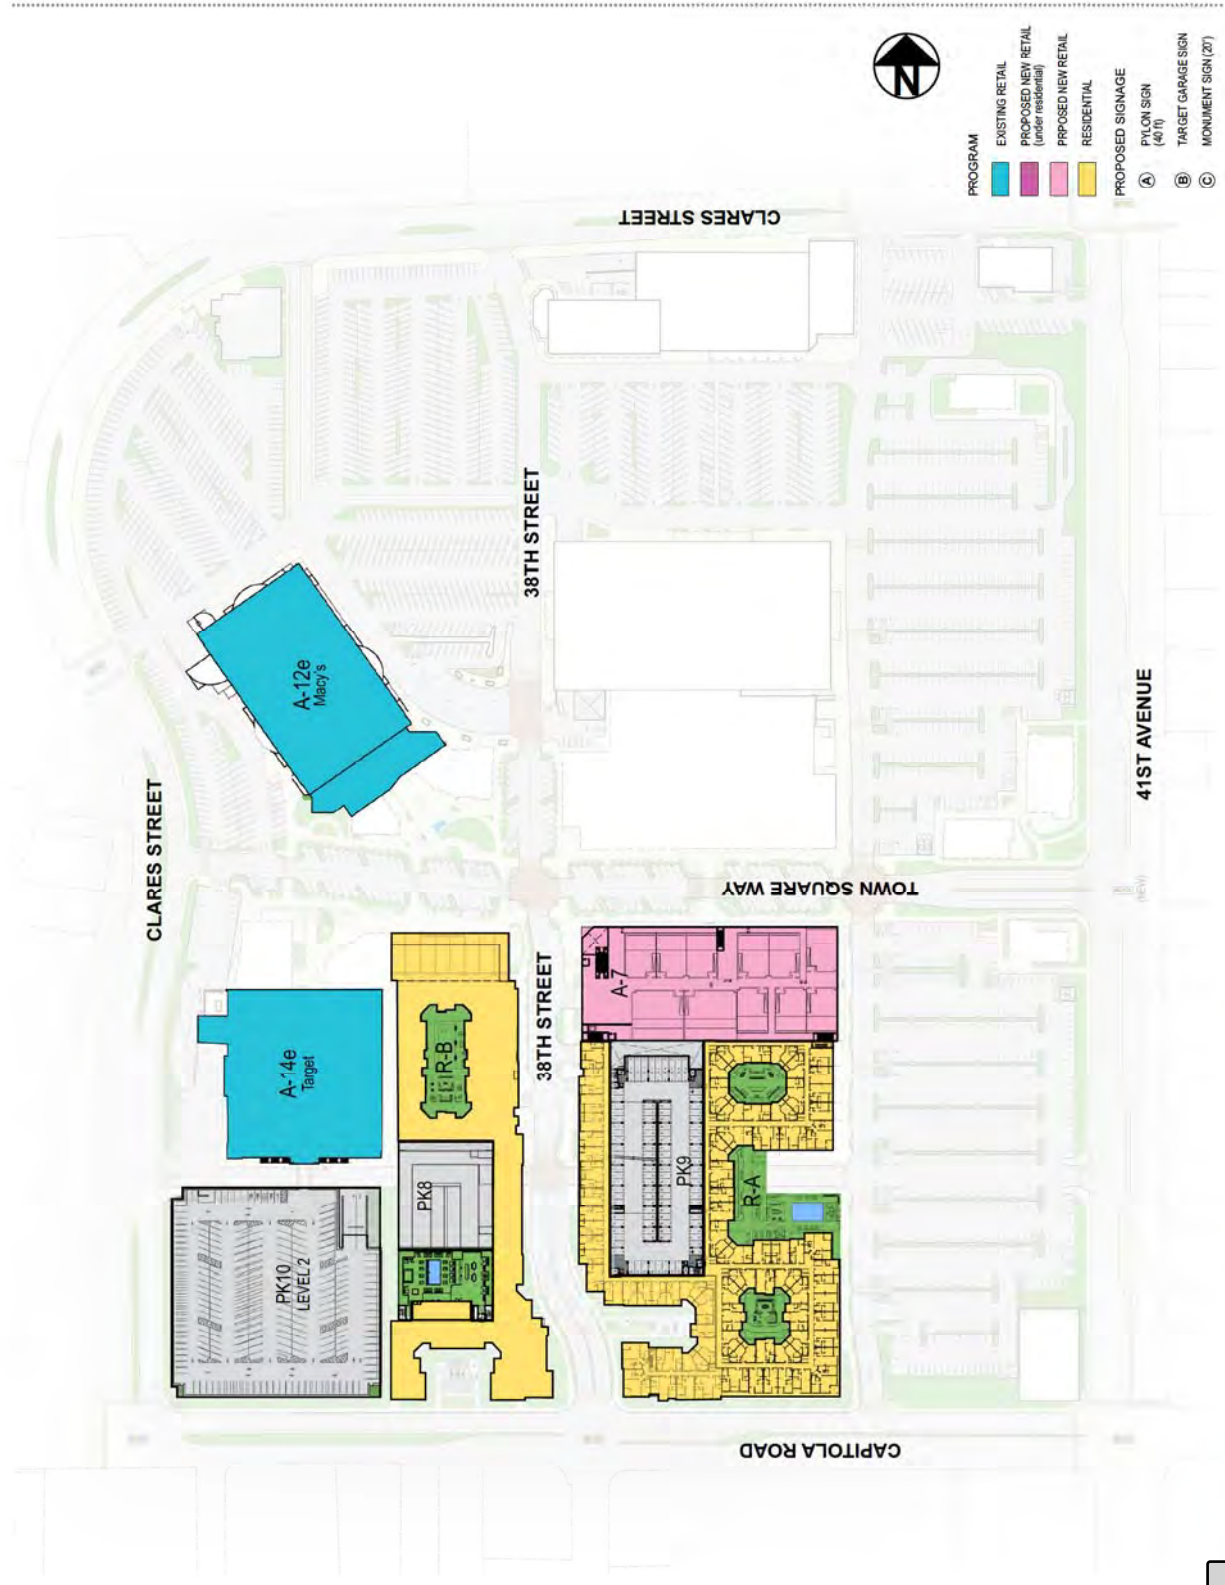 N
PROGRAM
EXISTING RETAIL
PROPOSED NEW RETAIL
(under residential)
PRPOSED NEW RETAIL
RESIDENTIAL
PROPOSED SIGNAGE
A PYLON SIGN
(40 ft)
B TARGET GARAGE SIGN
C MONUMENT SIGN (20')
CLARES STREET
38TH STREET
A-12e
Macy's
CLARES STREET
41ST AVENUE
TOWN SQUARE WAY
(NEW)
38TH STREET
A-14e
Target
R-B
A-7
PK8
PK9
R-A
PK10
LEVEL 2
CAPITOLA ROAD